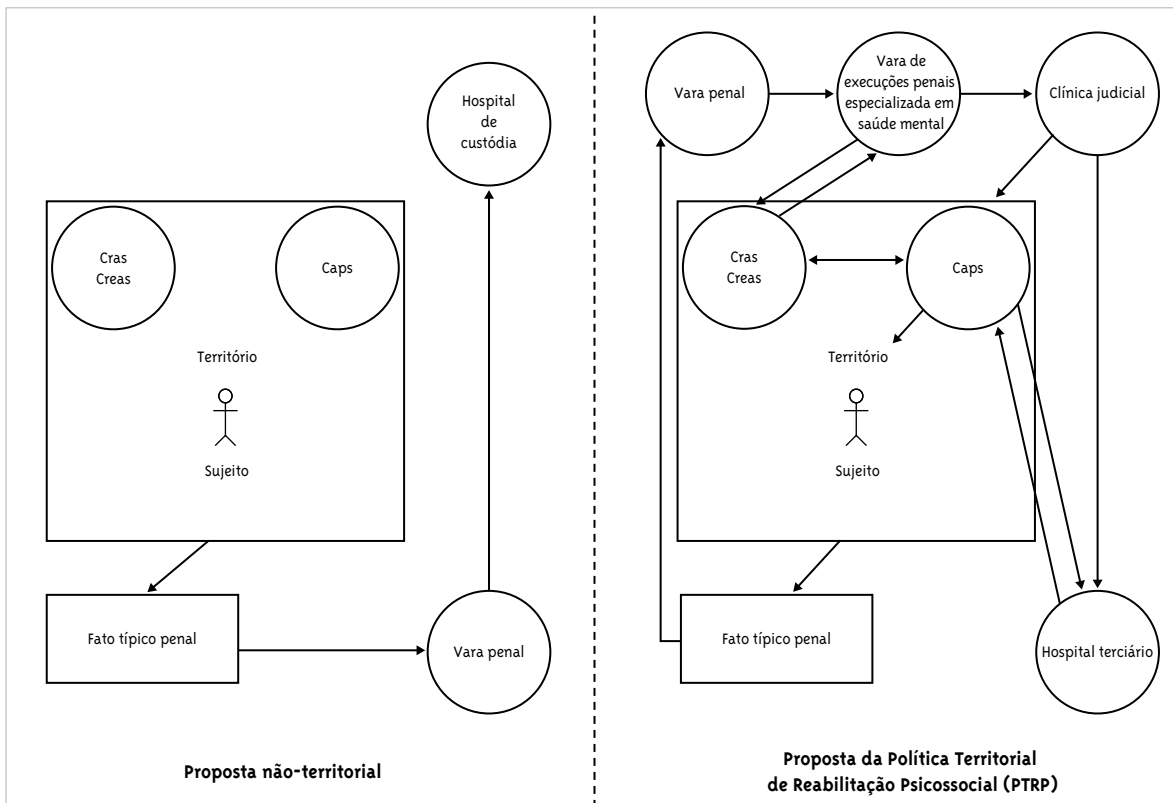 Hospital
de
custódia
Cras
Creas
Caps
Território
Sujeito
Fato típico penal
Vara penal
Proposta não-territorial
Vara penal
Vara de
execuções penais
especializada em
saúde mental
Clínica judicial
Cras
Creas
Caps
Território
Sujeito
Fato típico penal
Hospital terciário
Proposta da Política Territorial
de Reabilitação Psicossocial (PTRP)